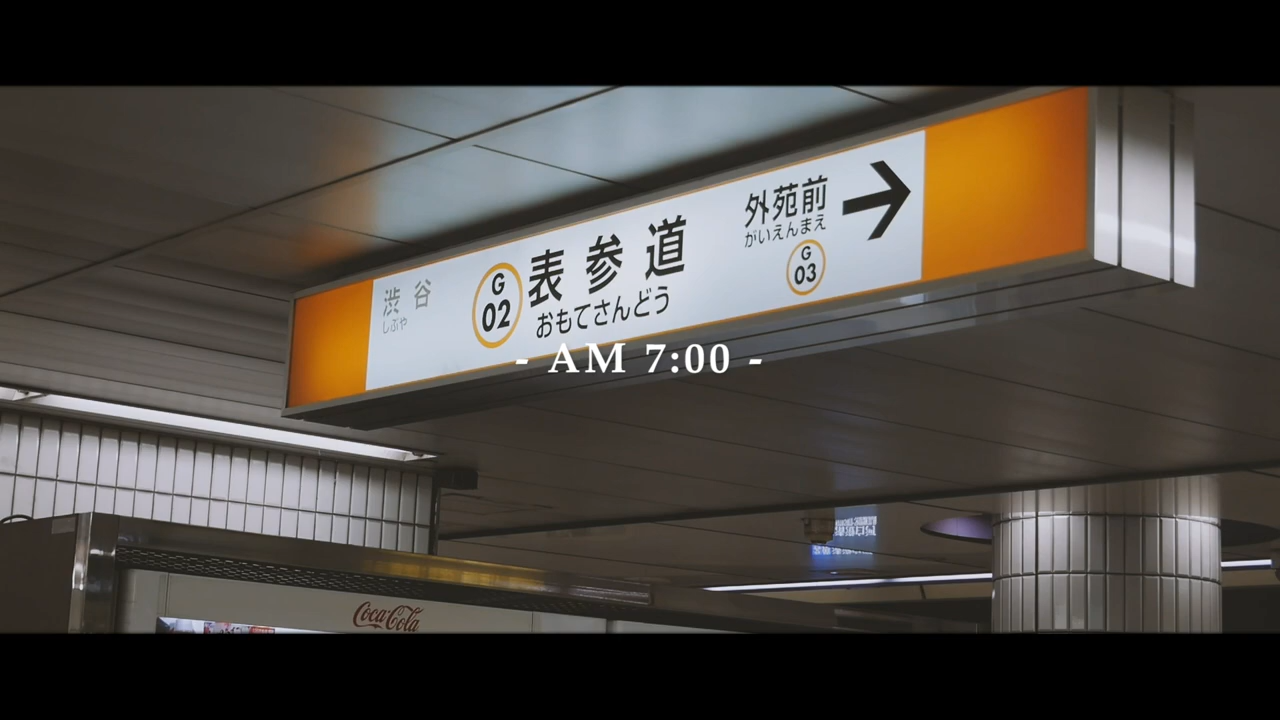 渋谷
しぶや
G
02
表参道
おもてさんどう
外苑前
がいえんまえ
G
03
- AM 7:00 -
Coca-Cola